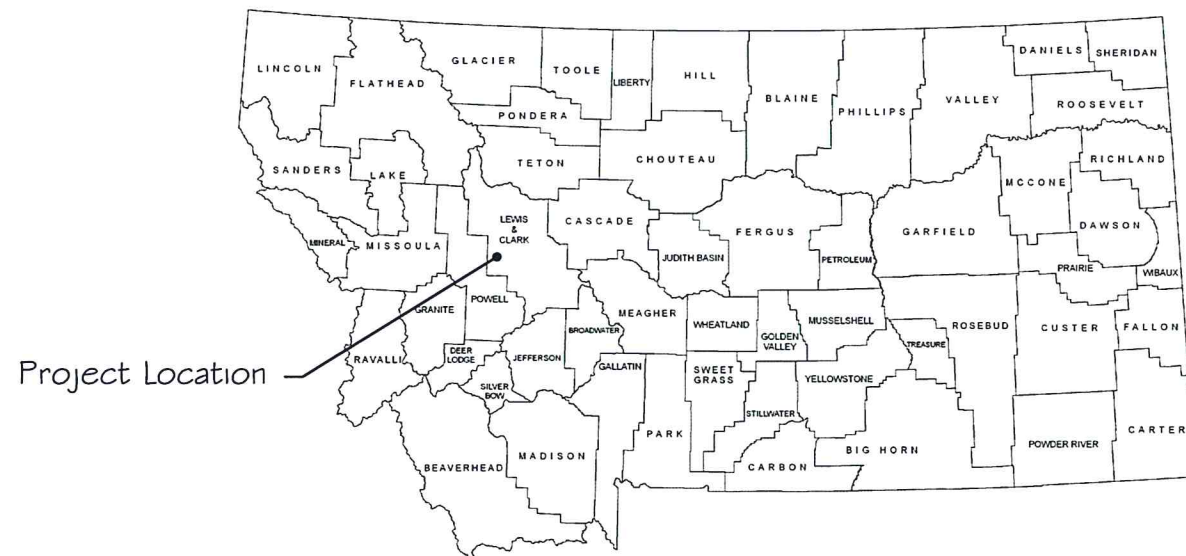 DANIELS
SHERIDAN
GLACIER
LINCOLN
FLATHEAD
TOOLE
LIBERTY
HILL
BLAINE
PHILLIPS
VALLEY
ROOSEVELT
PONDERA
TETON
CHOUTEAU
RICHLAND
SANDERS
LAKE
MCCONE
LEWIS
&
CLARK
CASCADE
FERGUS
GARFIELD
DAWSON
MINERAL
MISSOULA
JUDITH BASIN
PETROLEUM
PRAIRIE
WIBAUX
POWELL
GRANITE
MEAGHER
WHEATLAND
GOLDEN
VALLEY
MUSSELSHELL
ROSEBUD
CUSTER
FALLON
BROADWATER
TREASURE
Project Location
RAVALLI
DEER
LODGE
JEFFERSON
GALLATIN
SWEET
GRASS
YELLOWSTONE
SILVER
BOW
STILLWATER
PARK
CARTER
BEAVERHEAD
MADISON
CARBON
BIG HORN
POWDER RIVER